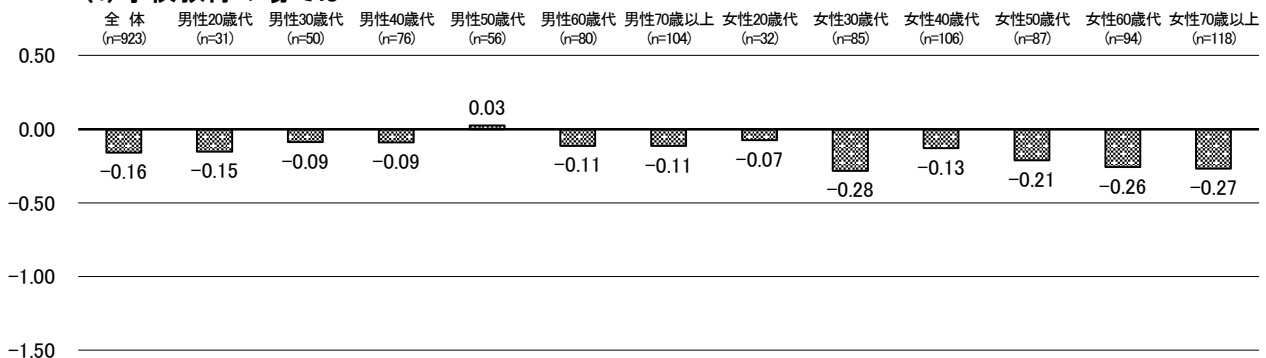 全 体 男性20歳代 男性30歳代 男性40歳代 男性50歳代 男性60歳代 男性70歳以上 女性20歳代 女性30歳代 女性40歳代 女性50歳代 女性60歳代 女性70歳以上
(n=923) (n=31) (n=50) (n=76) (n=56) (n=80) (n=104) (n=32) (n=85) (n=106) (n=87) (n=94) (n=118)
0.50
0.03
0.00
-0.16 -0.15 -0.09 -0.09 -0.11 -0.11 -0.07 -0.28 -0.13 -0.21 -0.26 -0.27
-0.50
-1.00
-1.50